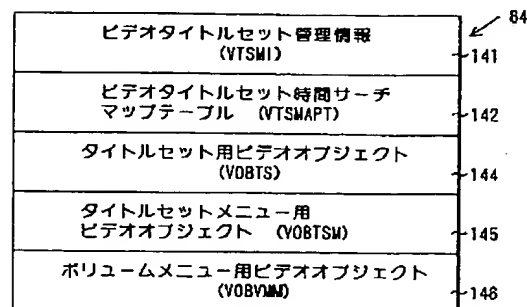 84
ビデオタイトルセット管理情報
(VTSMI)
141
ビデオタイトルセット時間サーチ
マップテーブル (VTSMAPT)
142
タイトルセット用ビデオオブジェクト
(VOBTS)
144
タイトルセットメニュー用
ビデオオブジェクト (VOBTSM)
145
ボリュームメニュー用ビデオオブジェクト
(VOBVMM)
146